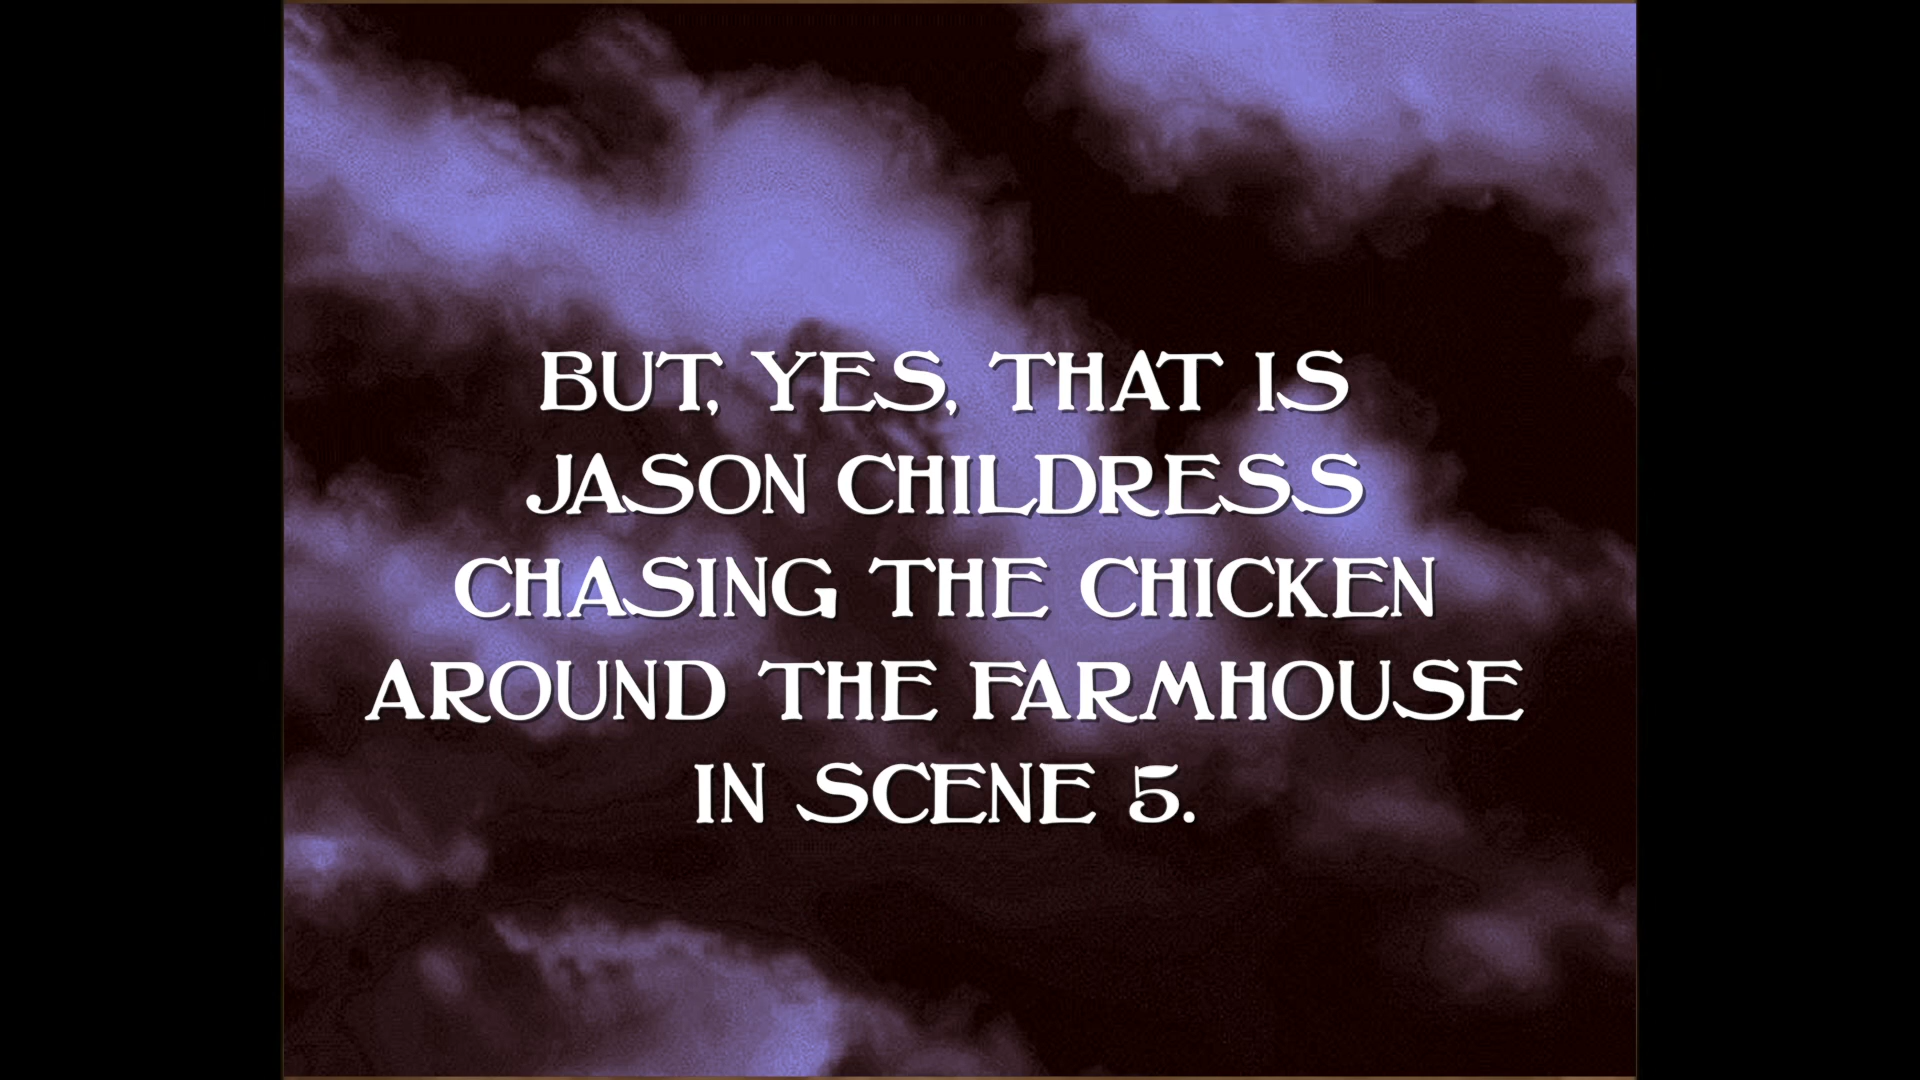 BUT, YES, THAT IS
JASON CHILDRESS
CHASING THE CHICKEN
AROUND THE FARMHOUSE
IN SCENE 5.